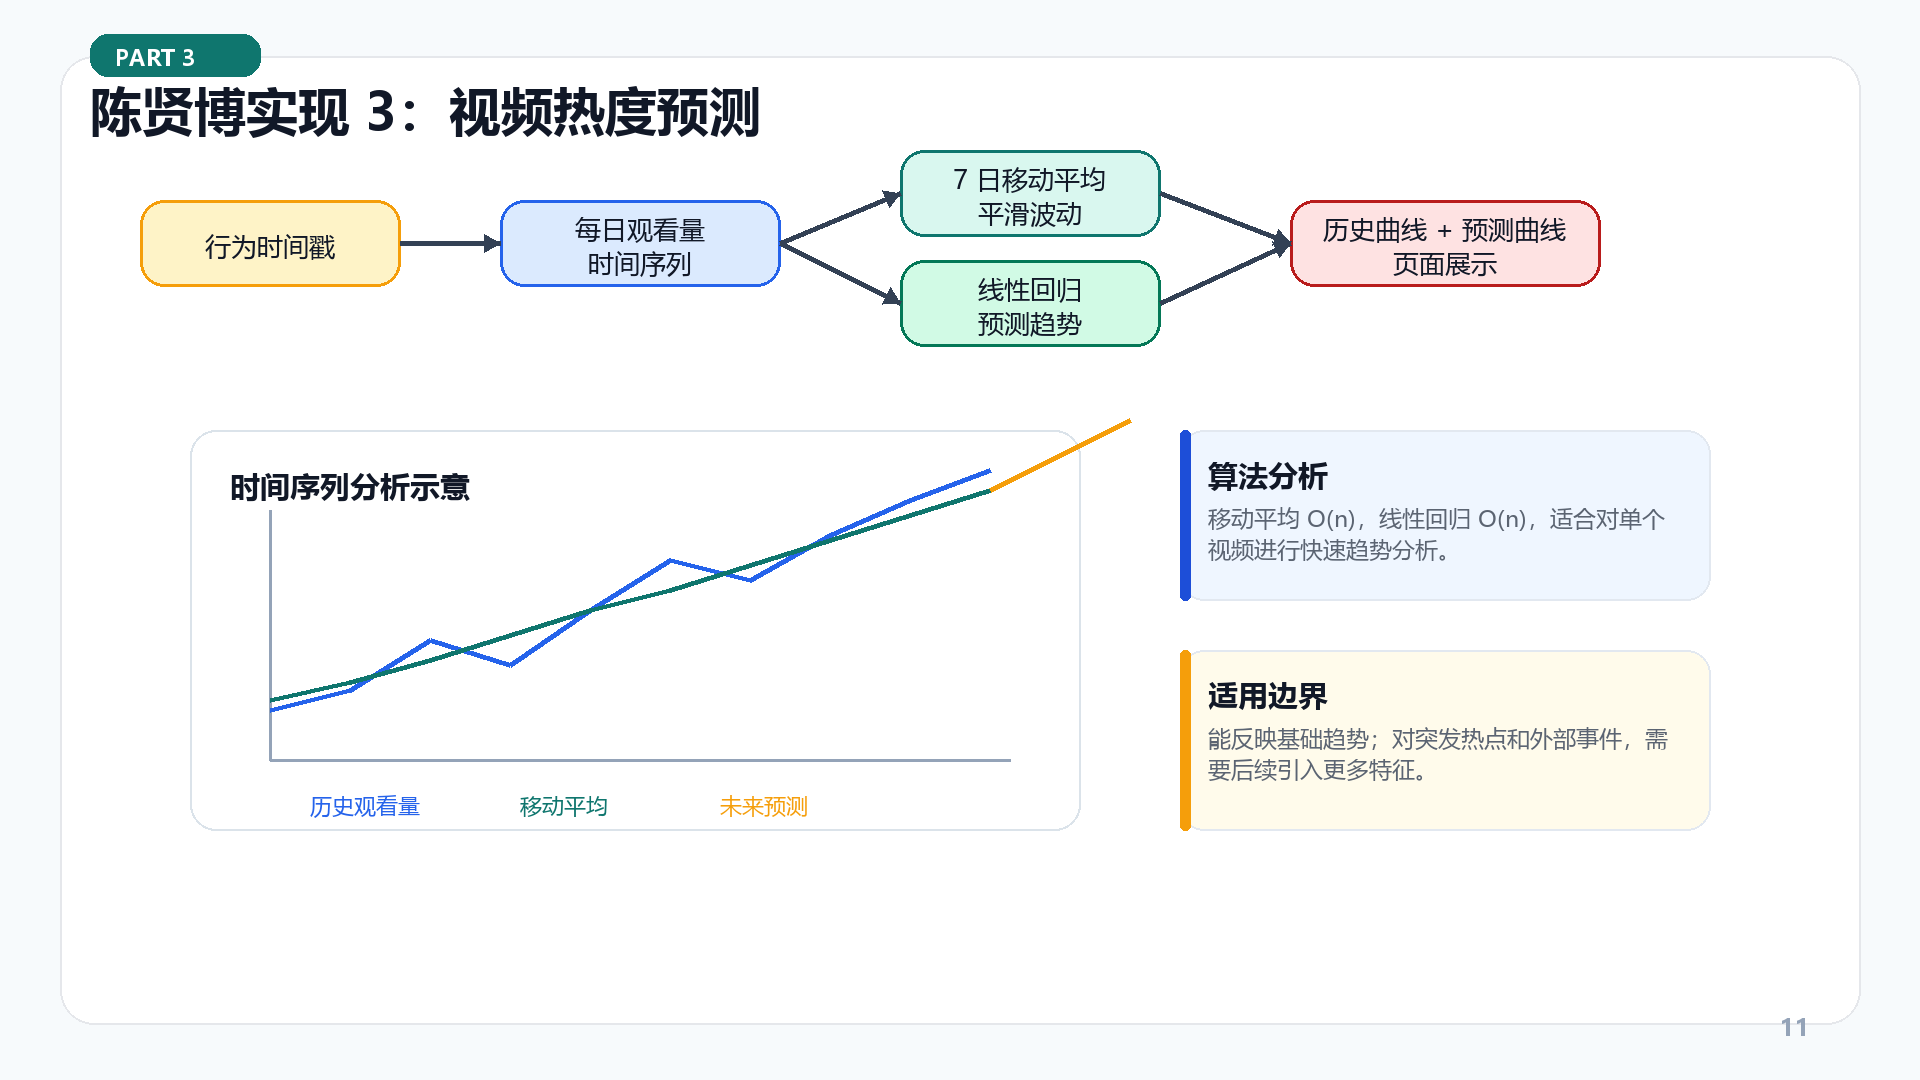 PART 3
陈贤博实现 3：视频热度预测
行为时间戳
每日观看量
时间序列
7 日移动平均
平滑波动
线性回归
预测趋势
历史曲线 + 预测曲线
页面展示
时间序列分析示意
历史观看量
移动平均
未来预测
算法分析
移动平均 O(n)，线性回归 O(n)，适合对单个
视频进行快速趋势分析。
适用边界
能反映基础趋势；对突发热点和外部事件，需
要后续引入更多特征。
11